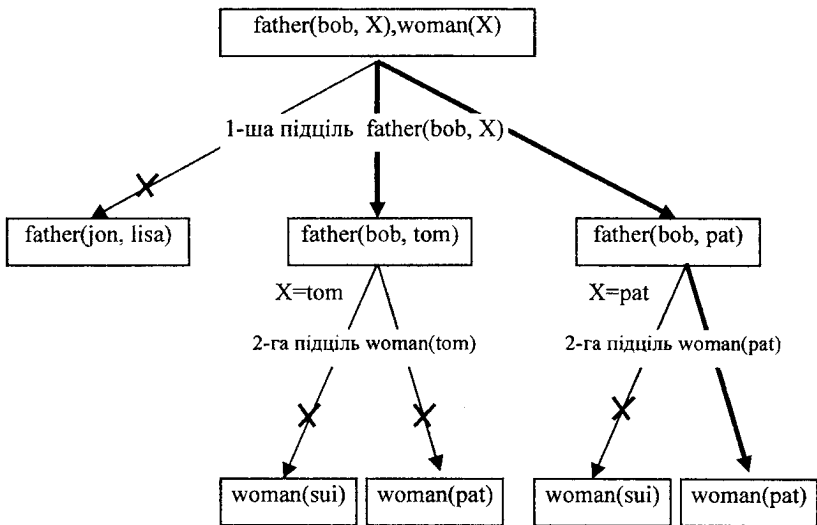 father(bob, X),woman(X)
1-ша підціль father(bob, X)
father(jon, lisa)
father(bob, tom)
father(bob, pat)
X=tom
X=pat
2-га підціль woman(tom)
2-га підціль woman(pat)
woman(sui)
woman(pat)
woman(sui)
woman(pat)